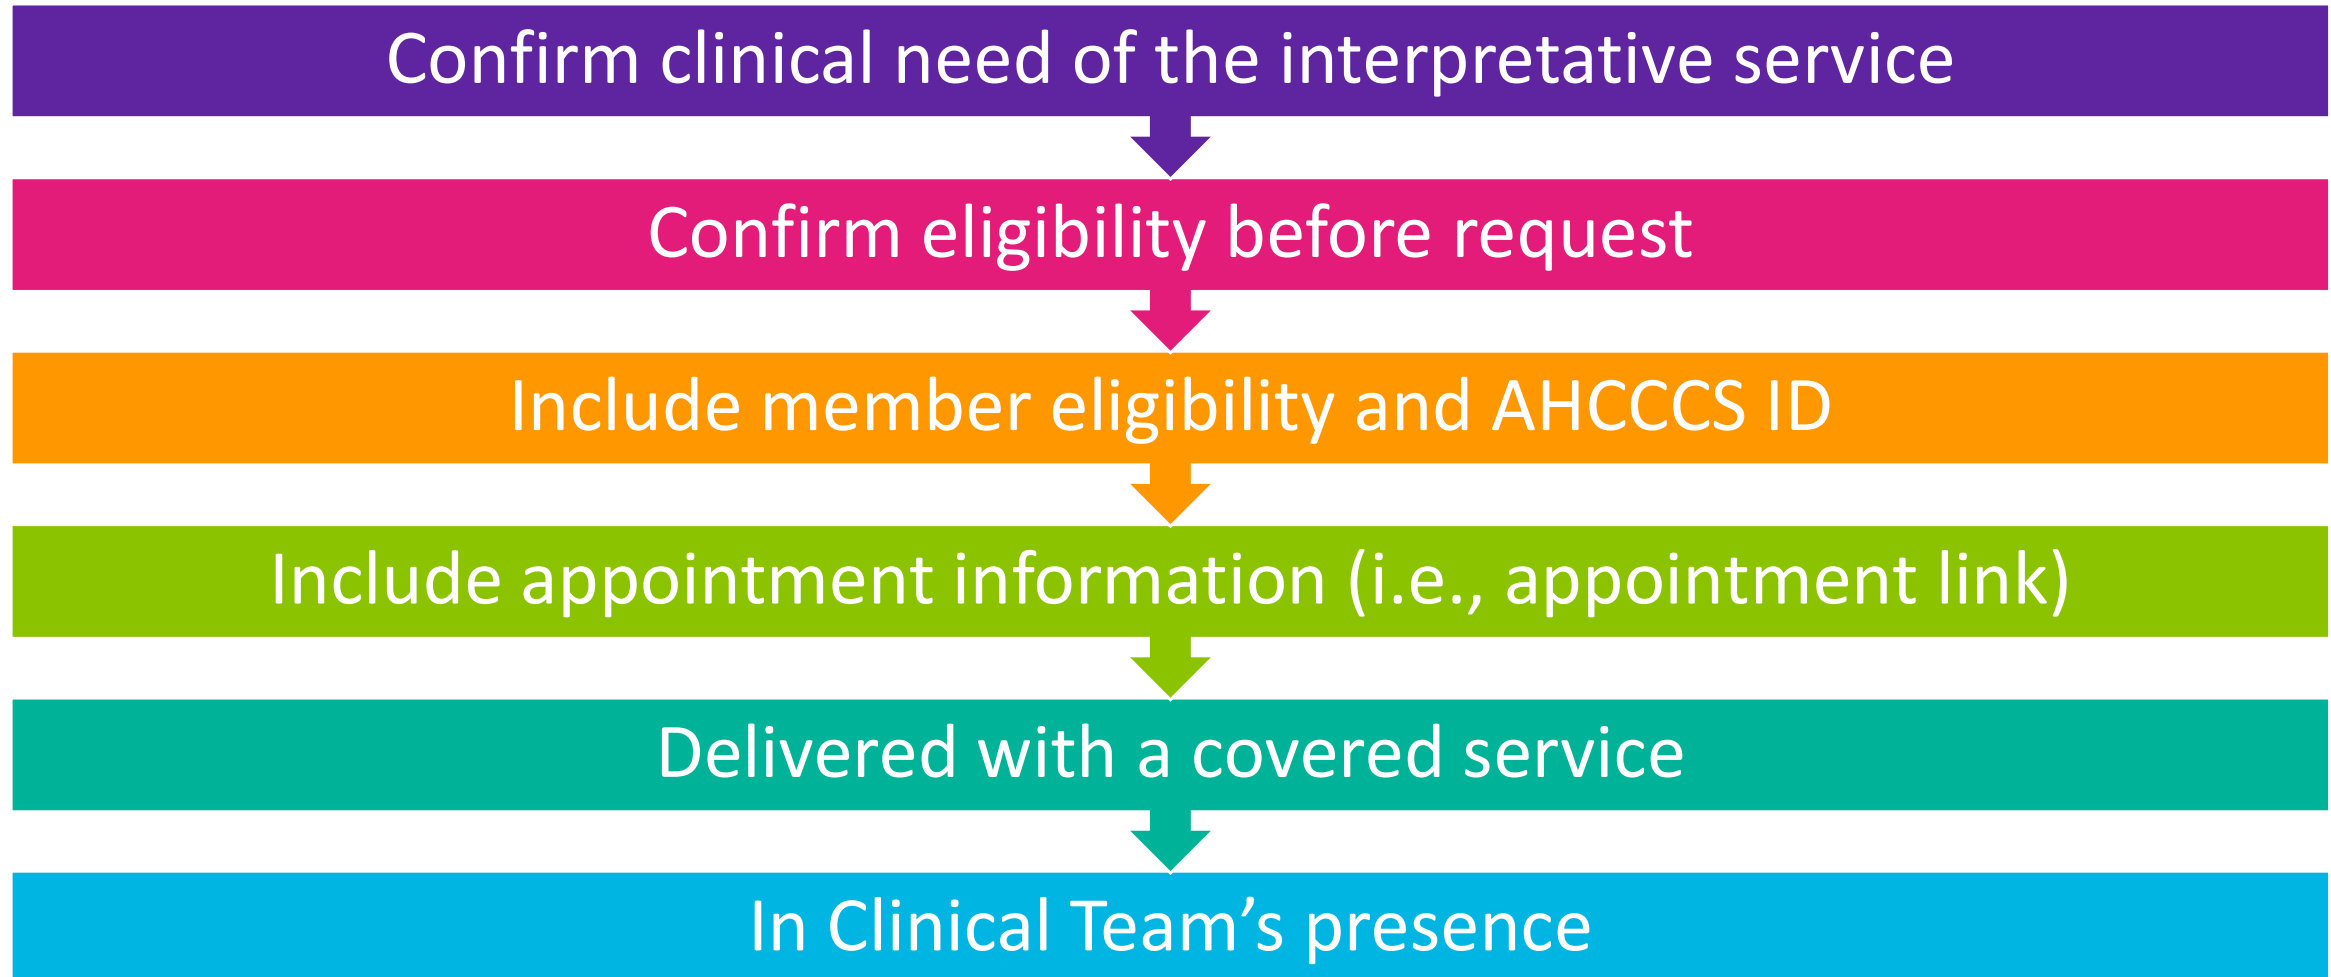 Confirm clinical need of the interpretative service
Confirm eligibility before request
Include member eligibility and AHCCCS ID
Include appointment information (i.e., appointment link)
Delivered with a covered service
In Clinical Team’s presence